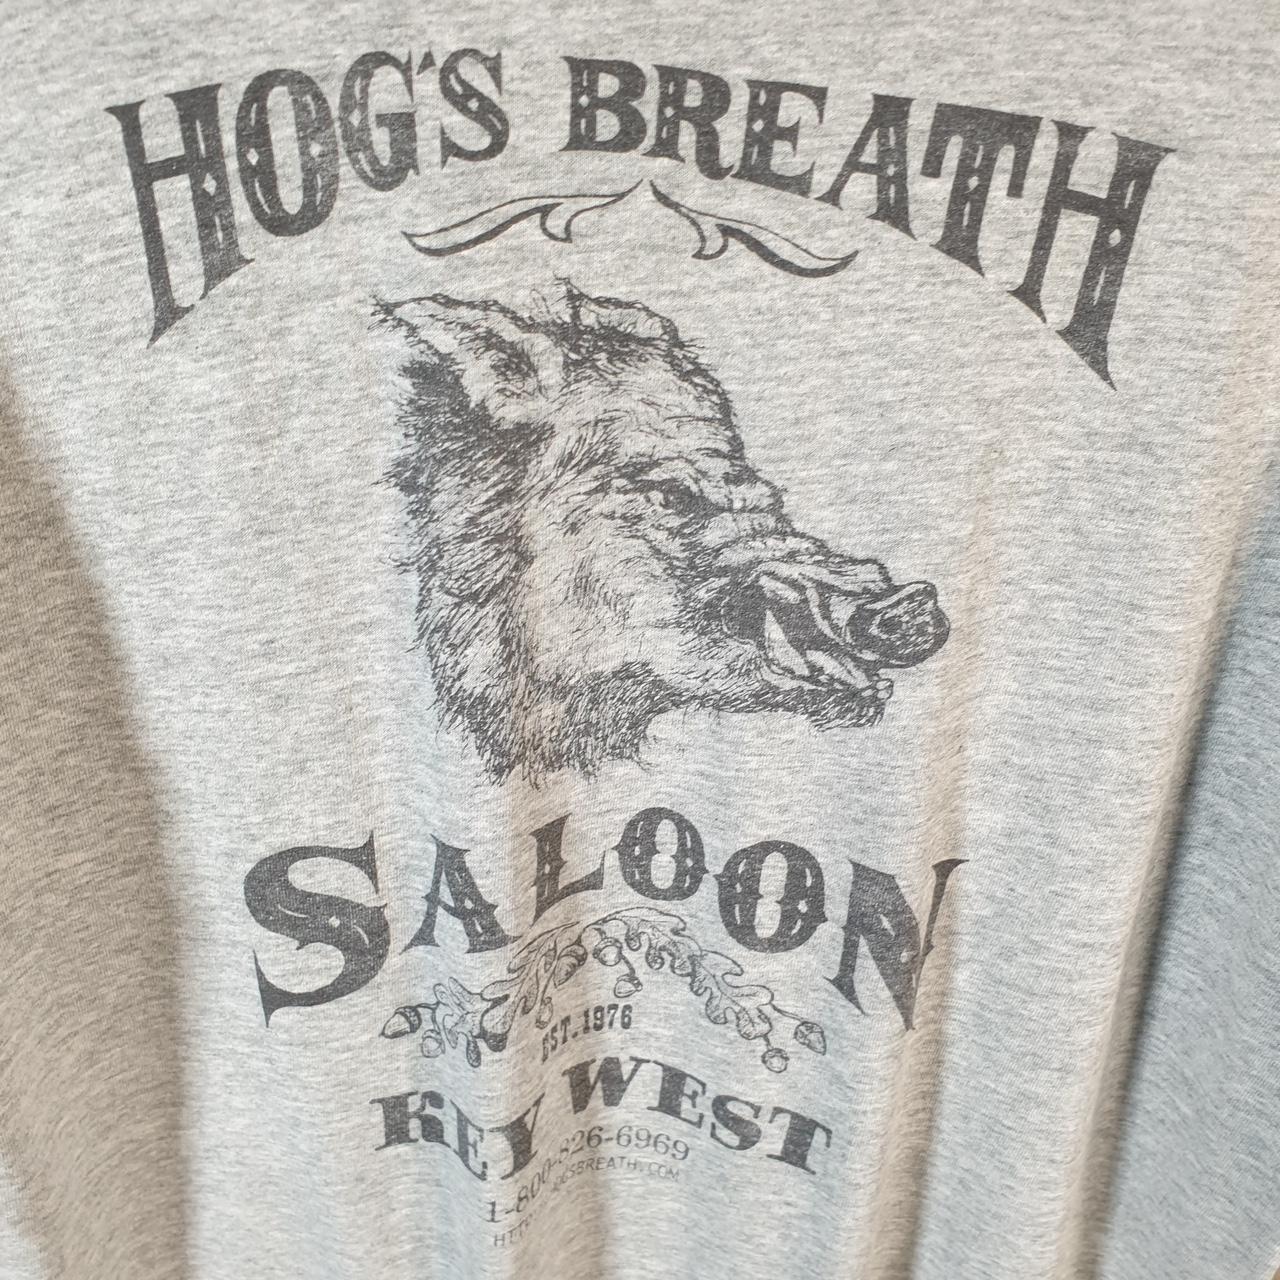 HOG'S BREATH
SALOON
EST. 1976
KEY WEST
1-800-826-6969